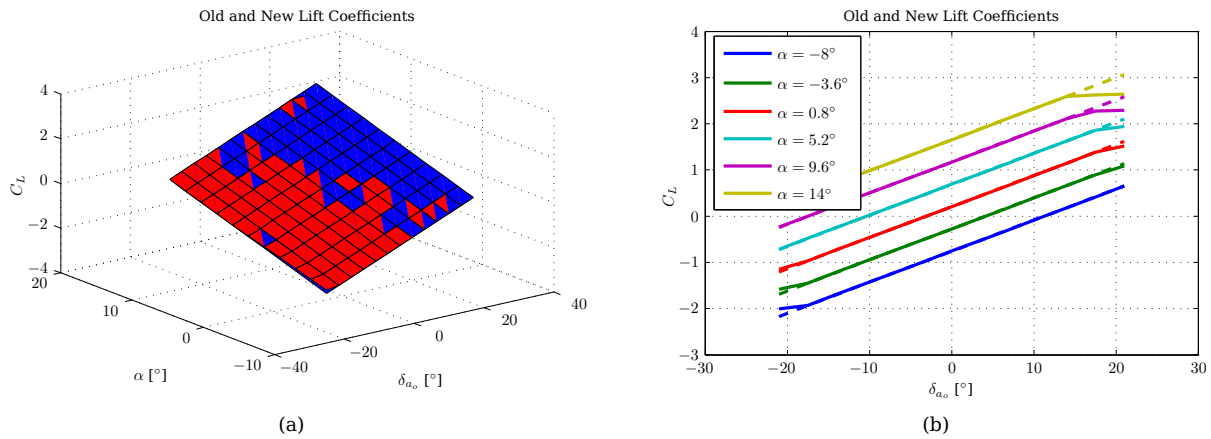 Old and New Lift Coefficients
4
2
0
−2
−4
C_L
20
10
0
−10
α [°]
−40
−20
0
20
40
δ_{a_o} [°]
(a)
Old and New Lift Coefficients
4
3
2
1
0
−1
−2
−3
C_L
α = −8°
α = −3.6°
α = 0.8°
α = 5.2°
α = 9.6°
α = 14°
−30
−20
−10
0
10
20
30
δ_{a_o} [°]
(b)